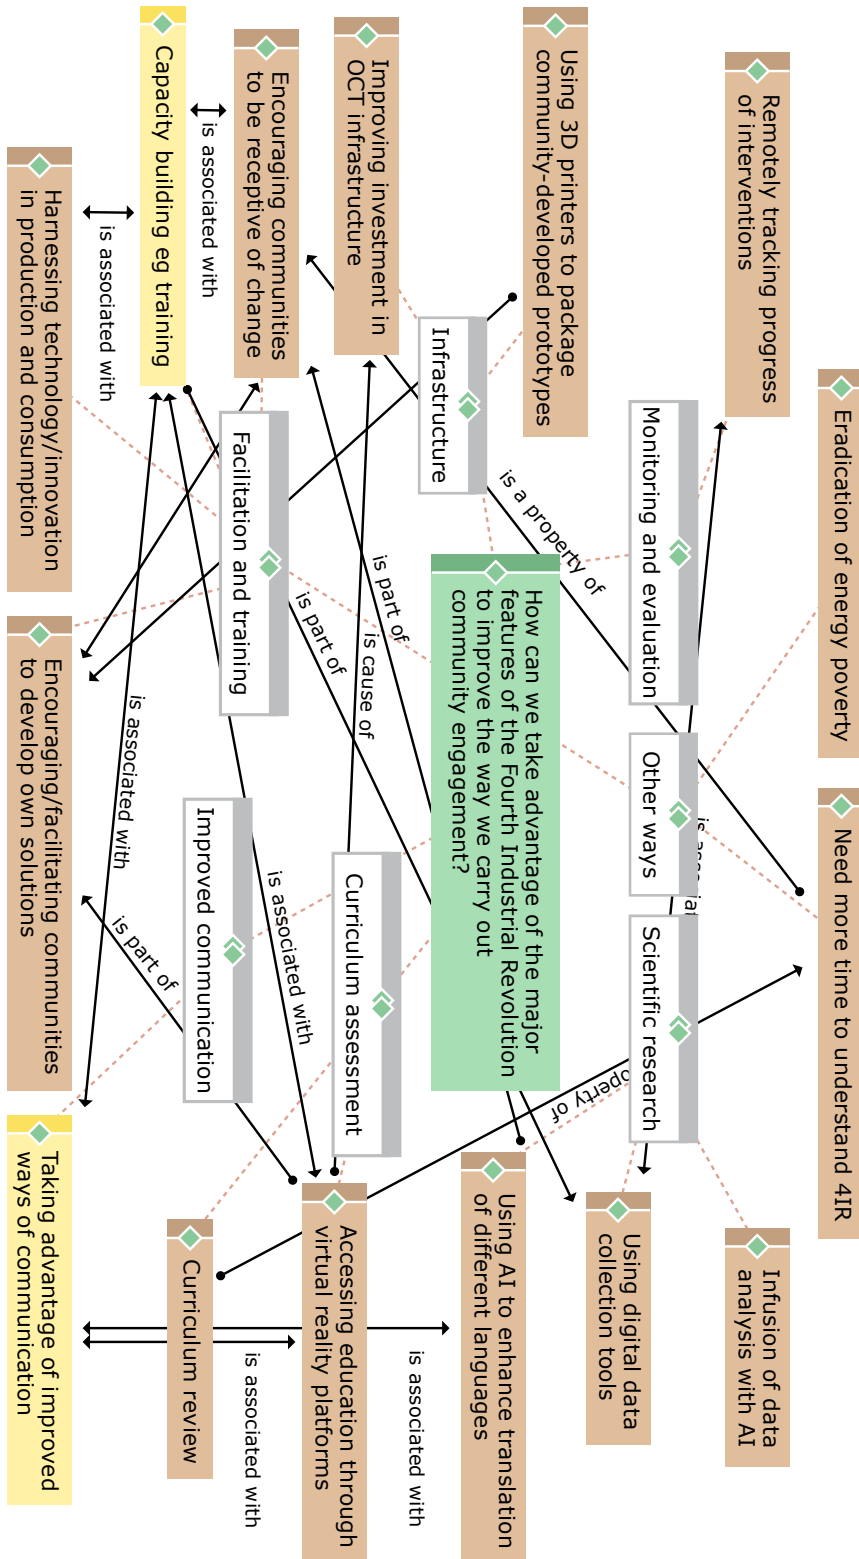 Remotely tracking progress
of interventions
Eradication of energy poverty
Need more time to understand 4IR
Infusion of data
analysis with AI
Using 3D printers to package
community-developed prototypes
Monitoring and evaluation
Other ways
is associat
Scientific research
Using digital data
collection tools
is a property of
operty of
Improving investment in
OCT infrastructure
Infrastructure
How can we take advantage of the major
features of the Fourth Industrial Revolution
to improve the way we carry out
community engagement?
Using AI to enhance translation
of different languages
is part of
is cause of
is part of
Encouraging communities
to be receptive of change
Facilitation and training
Curriculum assessment
Accessing education through
virtual reality platforms
is associated with
is associated with
is associated with
Capacity building eg training
Improved communication
Curriculum review
is associated with
is associated with
is part of
is associated with
Harnessing technology/innovation
in production and consumption
Encouraging/facilitating communities
to develop own solutions
Taking advantage of improved
ways of communication